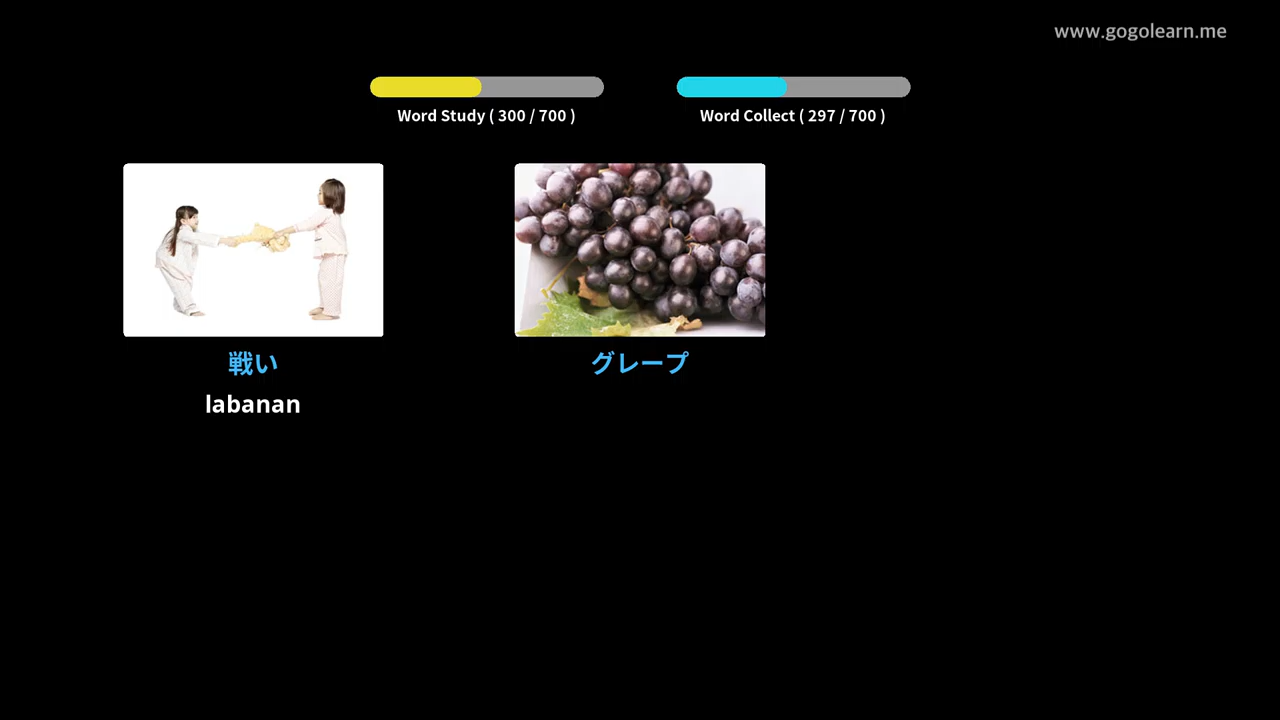 www.gogolearn.me
Word Study ( 300 / 700 )
Word Collect ( 297 / 700 )
戦い
グレープ
labanan